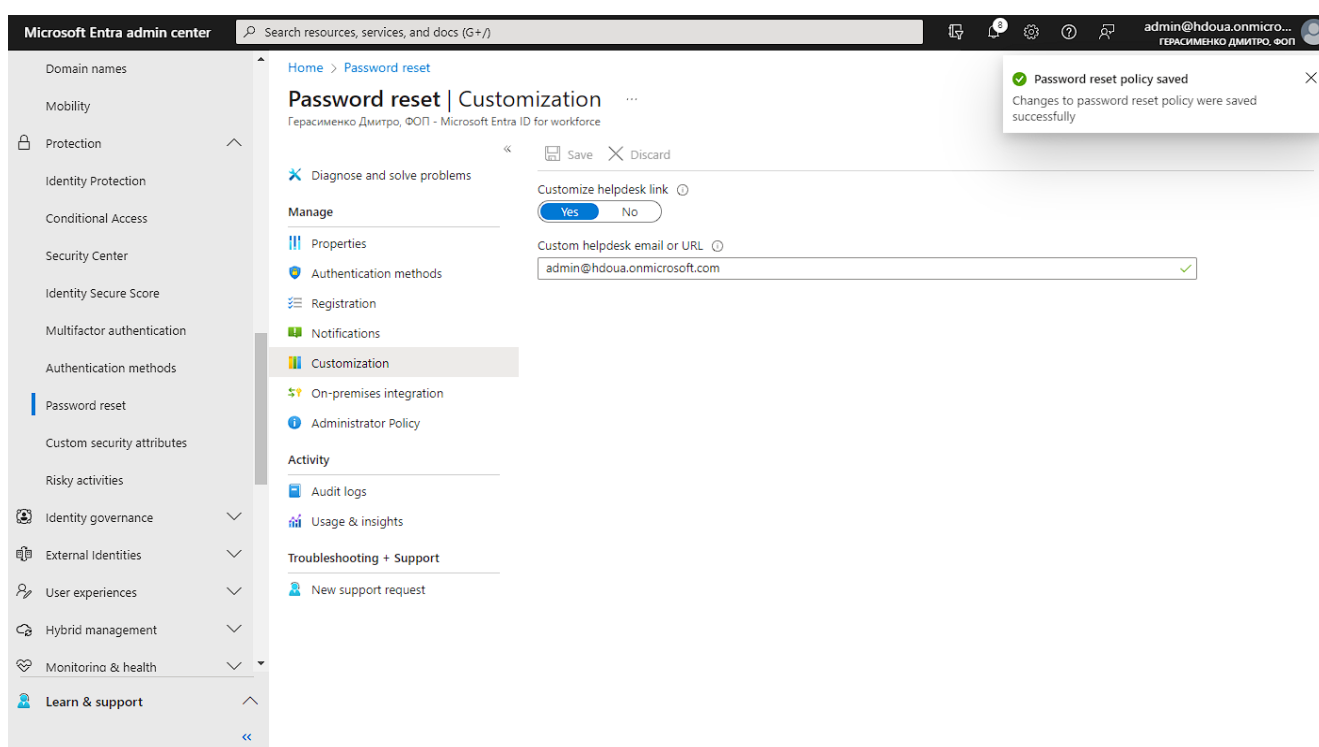 Microsoft Entra admin center
Search resources, services, and docs (G+/)
8
admin@hdoua.onmicro...
ГЕРАСИМЕНКО ДМИТРО, ФОП
Domain names
Mobility
Protection
Identity Protection
Conditional Access
Security Center
Identity Secure Score
Multifactor authentication
Authentication methods
Password reset
Custom security attributes
Risky activities
Identity governance
External Identities
User experiences
Hybrid management
Monitoring & health
Learn & support
Home > Password reset
Password reset | Customization ...
Герасименко Дмитро, ФОП - Microsoft Entra ID for workforce
Diagnose and solve problems
Manage
Properties
Authentication methods
Registration
Notifications
Customization
On-premises integration
Administrator Policy
Activity
Audit logs
Usage & insights
Troubleshooting + Support
New support request
Save Discard
Customize helpdesk link
Yes No
Custom helpdesk email or URL
admin@hdoua.onmicrosoft.com
Password reset policy saved
Changes to password reset policy were saved
successfully